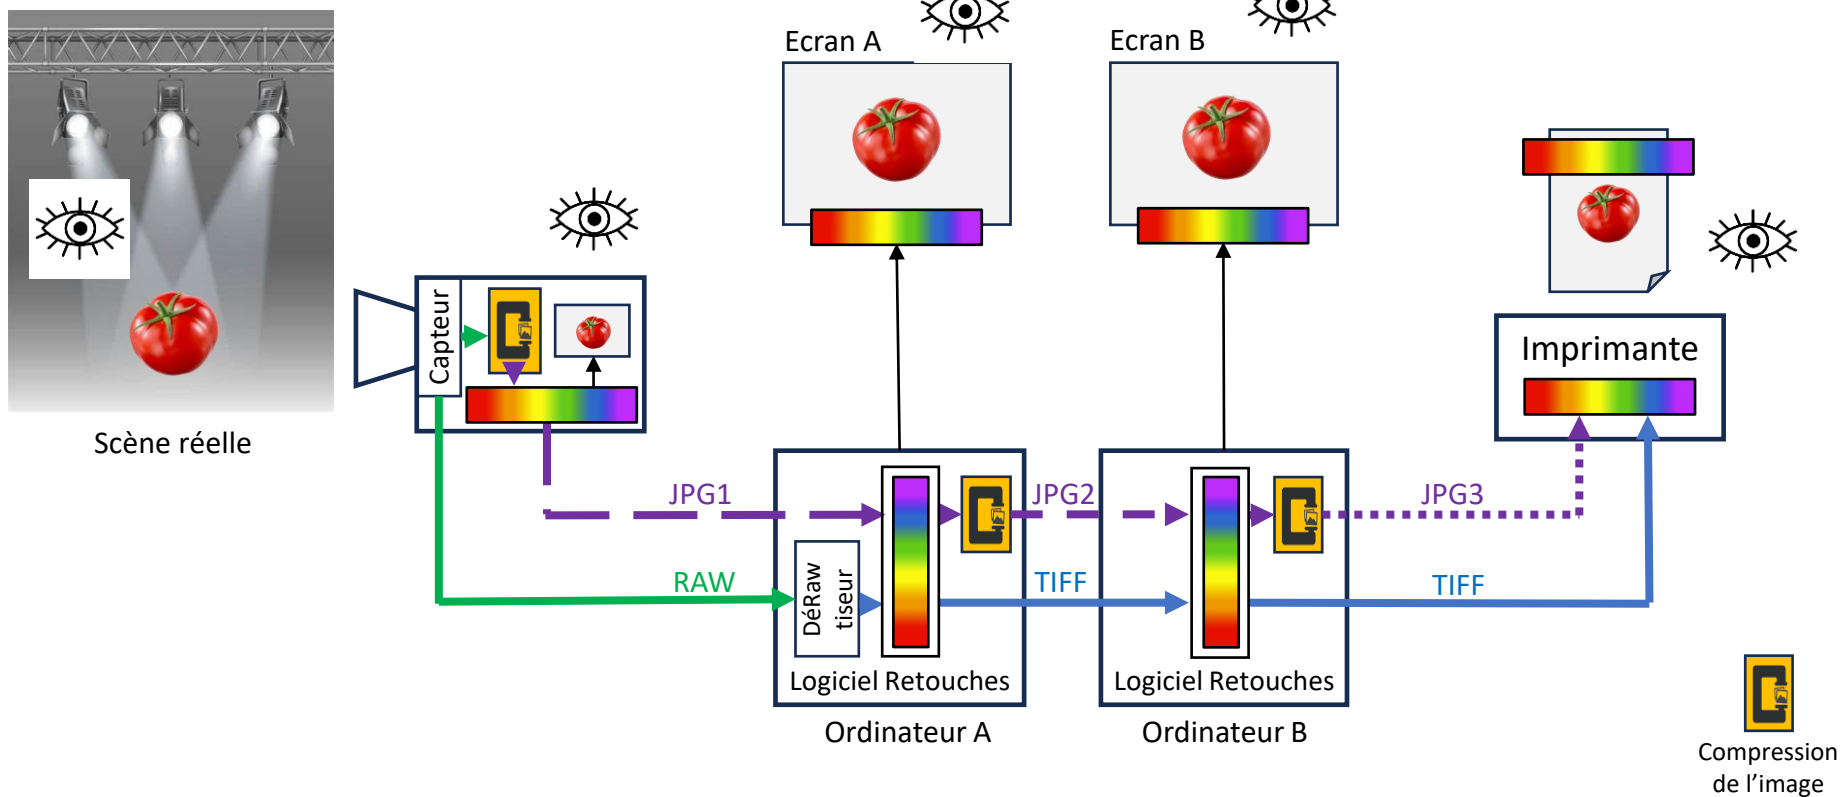 Ecran A
Ecran B
Capteur
Scène réelle
Imprimante
JPG1
JPG2
JPG3
RAW
DéRaw
tiseur
TIFF
TIFF
Logiciel Retouches
Logiciel Retouches
Ordinateur A
Ordinateur B
Compression
de l'image